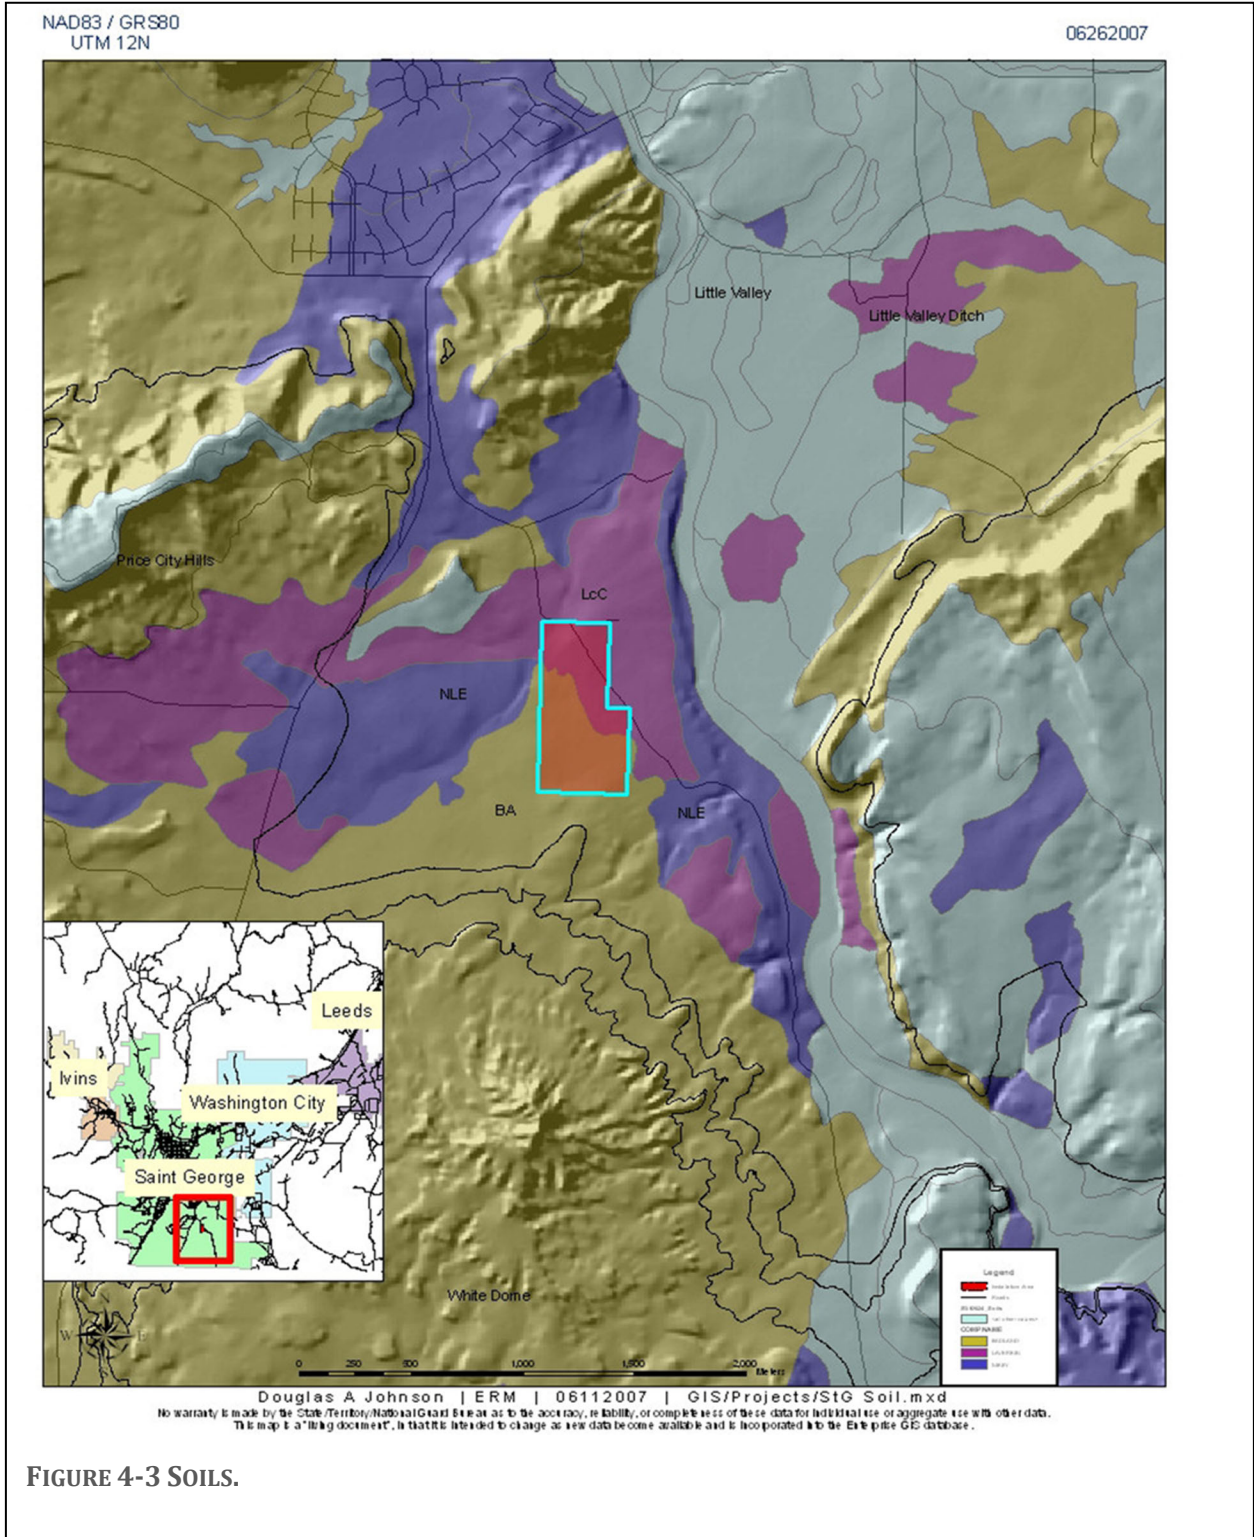 NAD83 / GRS80
UTM 12N
06262007
Little Valley
Little Valley Ditch
Price City Hills
LcC
NLE
BA
NLE
Leeds
Ivins
Washington City
Saint George
White Dome
W
N
E
Legend
Roads
COMPNAME
BADLAND
0 250 500 1,000 1,500 2,000
Meters
Douglas A Johnson | ERM | 06112007 | GIS/Projects/StG Soil.mxd
No warranty is made by the State/Territory/National Guard Bureau as to the accuracy, reliability, or completeness of these data for individual use or aggregate use with other data.
This map is a "living document", in that it is intended to change as new data become available and is incorporated into the Enterprise GIS database.
FIGURE 4-3 SOILS.